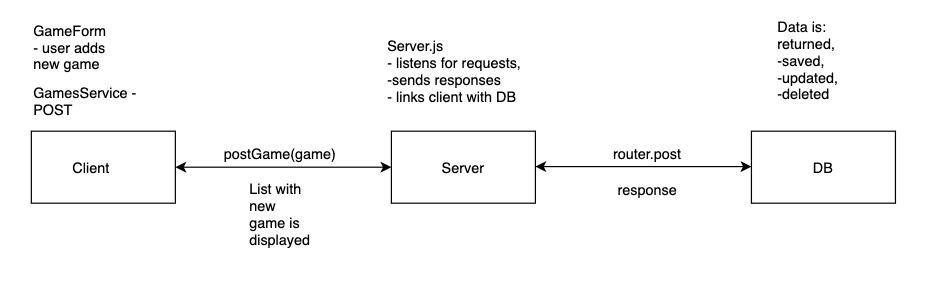 GameForm
- user adds
new game
GamesService -
POST
Client
postGame(game)
List with
new
game is
displayed
Server.js
- listens for requests,
-sends responses
- links client with DB
Server
router.post
response
Data is:
returned,
-saved,
-updated,
-deleted
DB